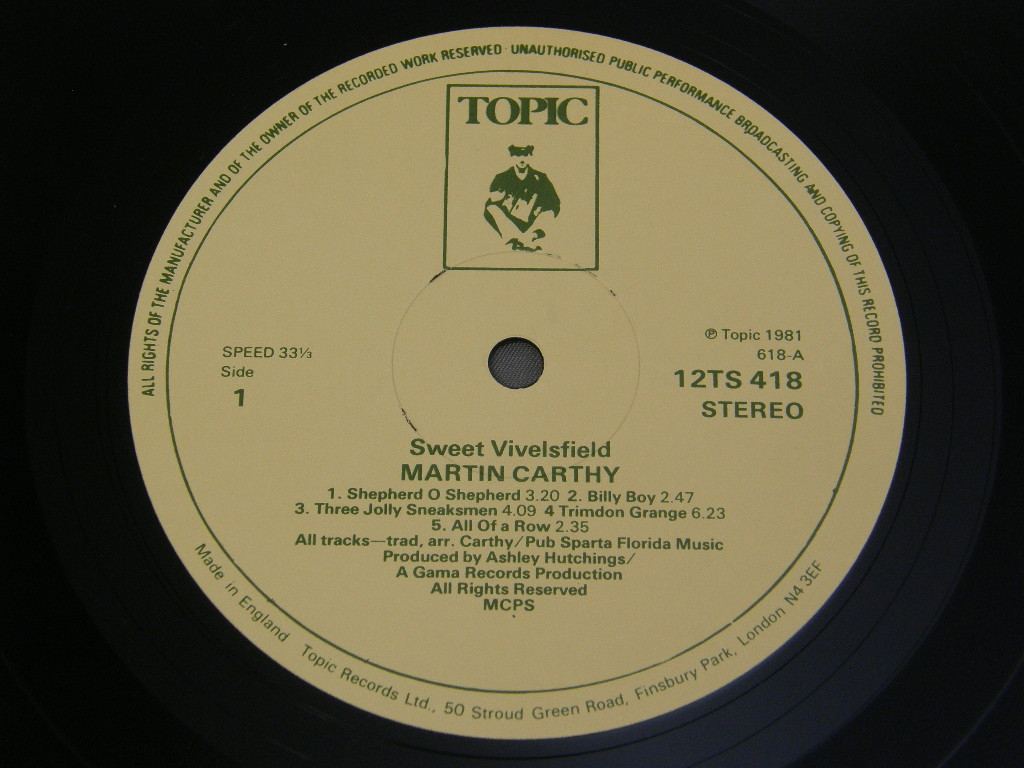 ALL RIGHTS OF THE MANUFACTURER AND OF THE OWNER OF THE RECORDED WORK RESERVED · UNAUTHORISED PUBLIC PERFORMANCE BROADCASTING AND COPYING OF THIS RECORD PROHIBITED
TOPIC
SPEED 33⅓
Side
1
℗ Topic 1981
618-A
12TS 418
STEREO
Sweet Vivelsfield
MARTIN CARTHY
1. Shepherd O Shepherd 3.20 2. Billy Boy 2.47
3. Three Jolly Sneaksmen 4.09 4 Trimdon Grange 6.23
5. All Of a Row 2.35
All tracks—trad, arr. Carthy/Pub Sparta Florida Music
Produced by Ashley Hutchings/
A Gama Records Production
All Rights Reserved
MCPS
Made in England Topic Records Ltd., 50 Stroud Green Road, Finsbury Park, London N4 3EF